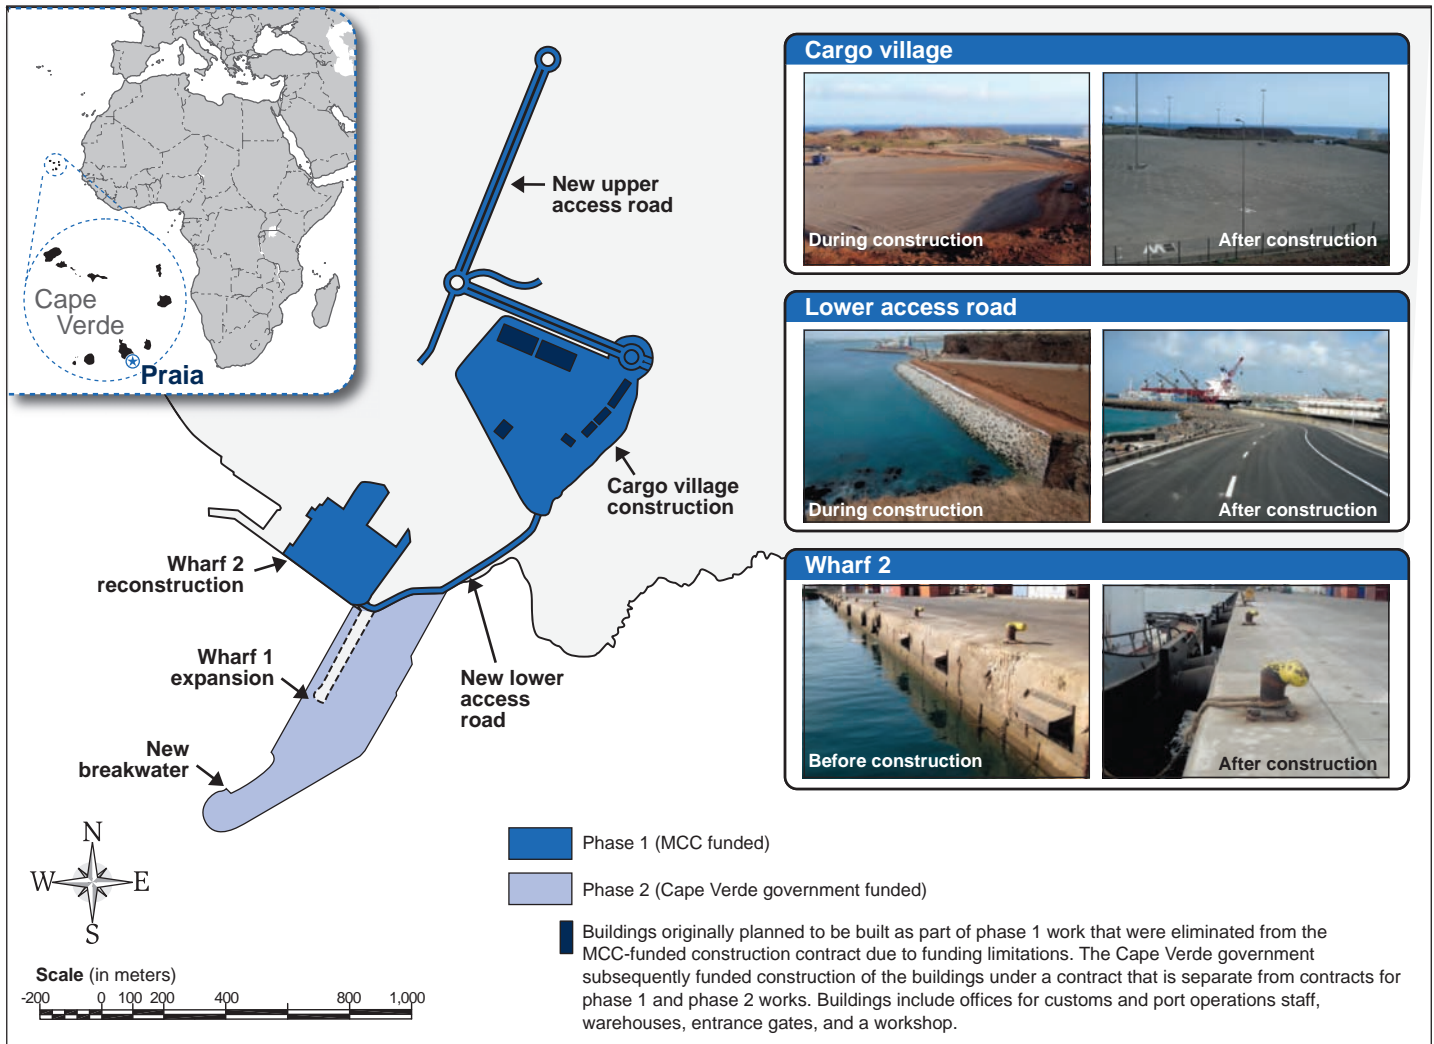 Cape
Verde
Praia
New upper
access road
Cargo village
construction
Wharf 2
reconstruction
Wharf 1
expansion
New lower
access
road
New
breakwater
Cargo village
During construction
After construction
Lower access road
During construction
After construction
Wharf 2
Before construction
After construction
N
W
E
S
Scale (in meters)
-200 0 100 200 400 800 1,000
Phase 1 (MCC funded)
Phase 2 (Cape Verde government funded)
Buildings originally planned to be built as part of phase 1 work that were eliminated from the
MCC-funded construction contract due to funding limitations. The Cape Verde government
subsequently funded construction of the buildings under a contract that is separate from contracts for
phase 1 and phase 2 works. Buildings include offices for customs and port operations staff,
warehouses, entrance gates, and a workshop.